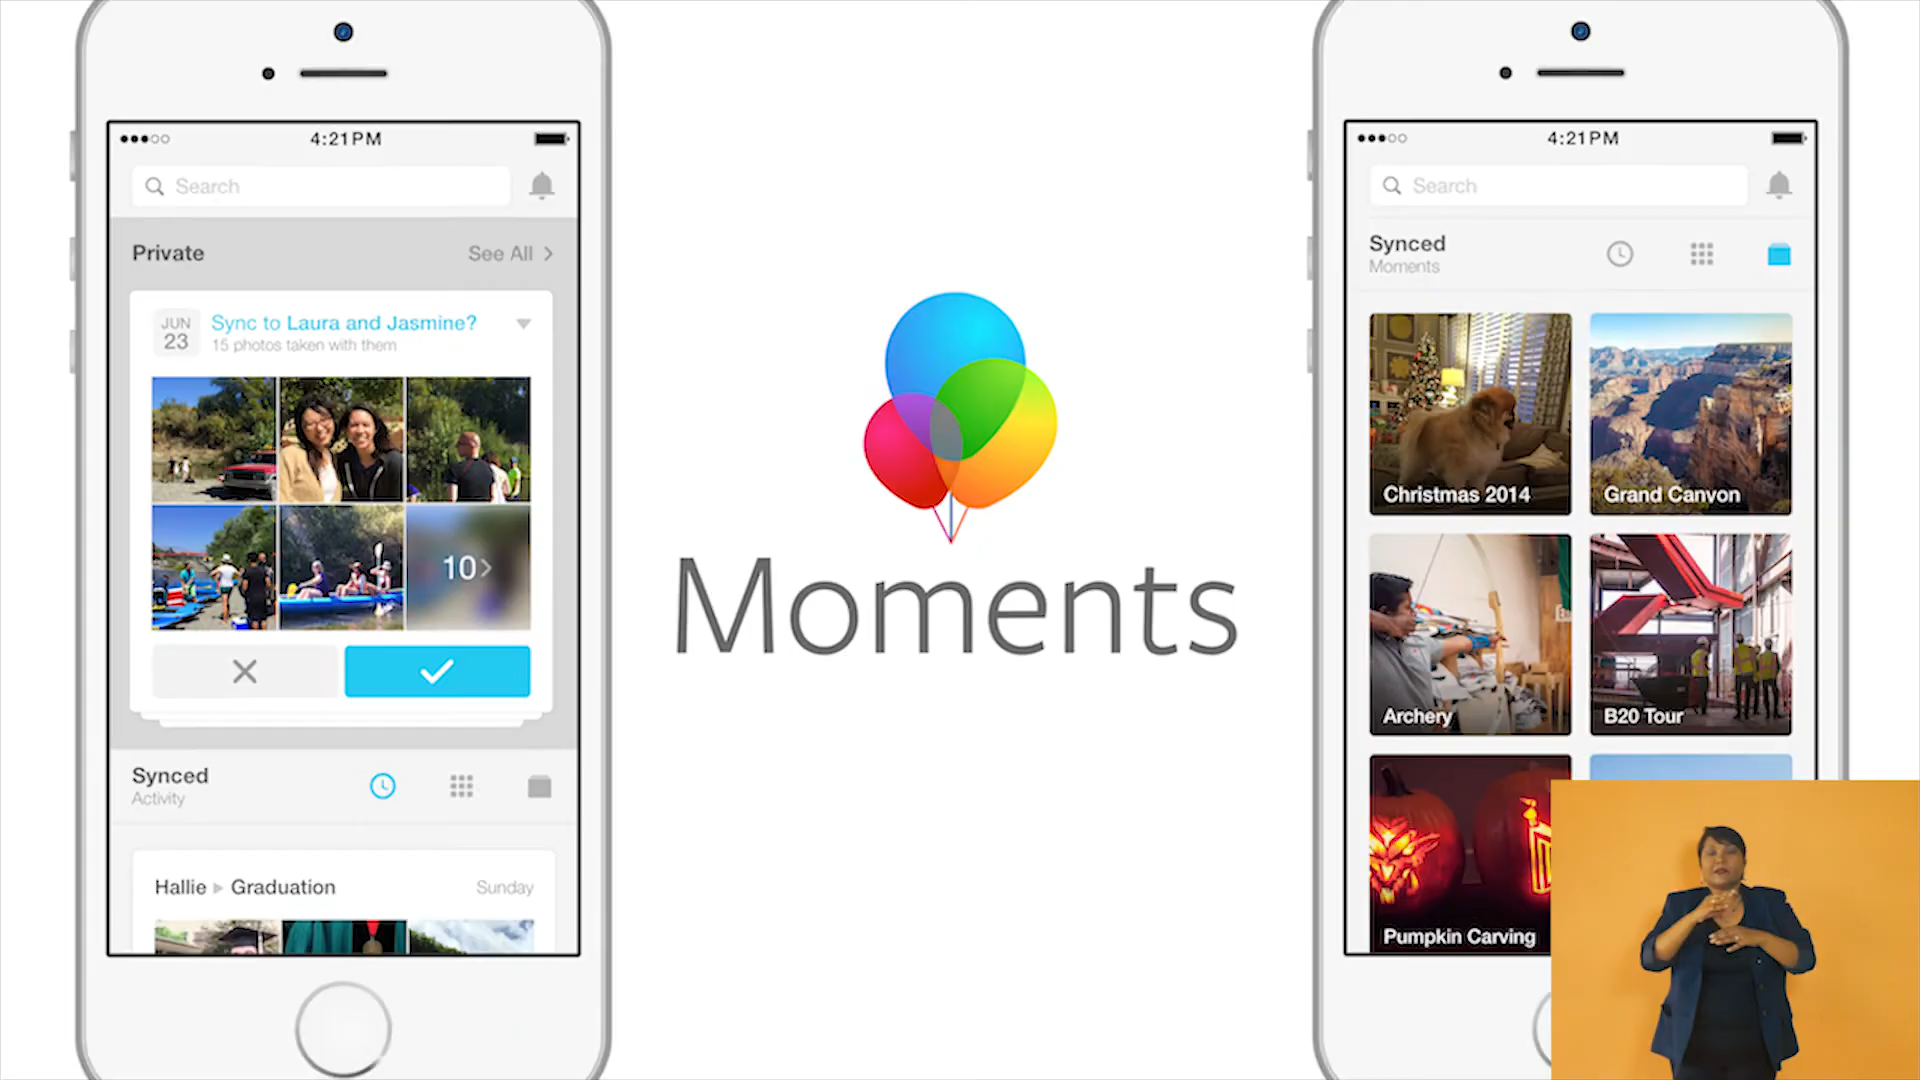 4:21PM
Search
Private
See All
JUN
23
Sync to Laura and Jasmine?
15 photos taken with them
10
Synced
Activity
Hallie Graduation
Sunday
Moments
4:21PM
Search
Synced
Moments
Christmas 2014
Grand Canyon
Archery
B20 Tour
Pumpkin Carving